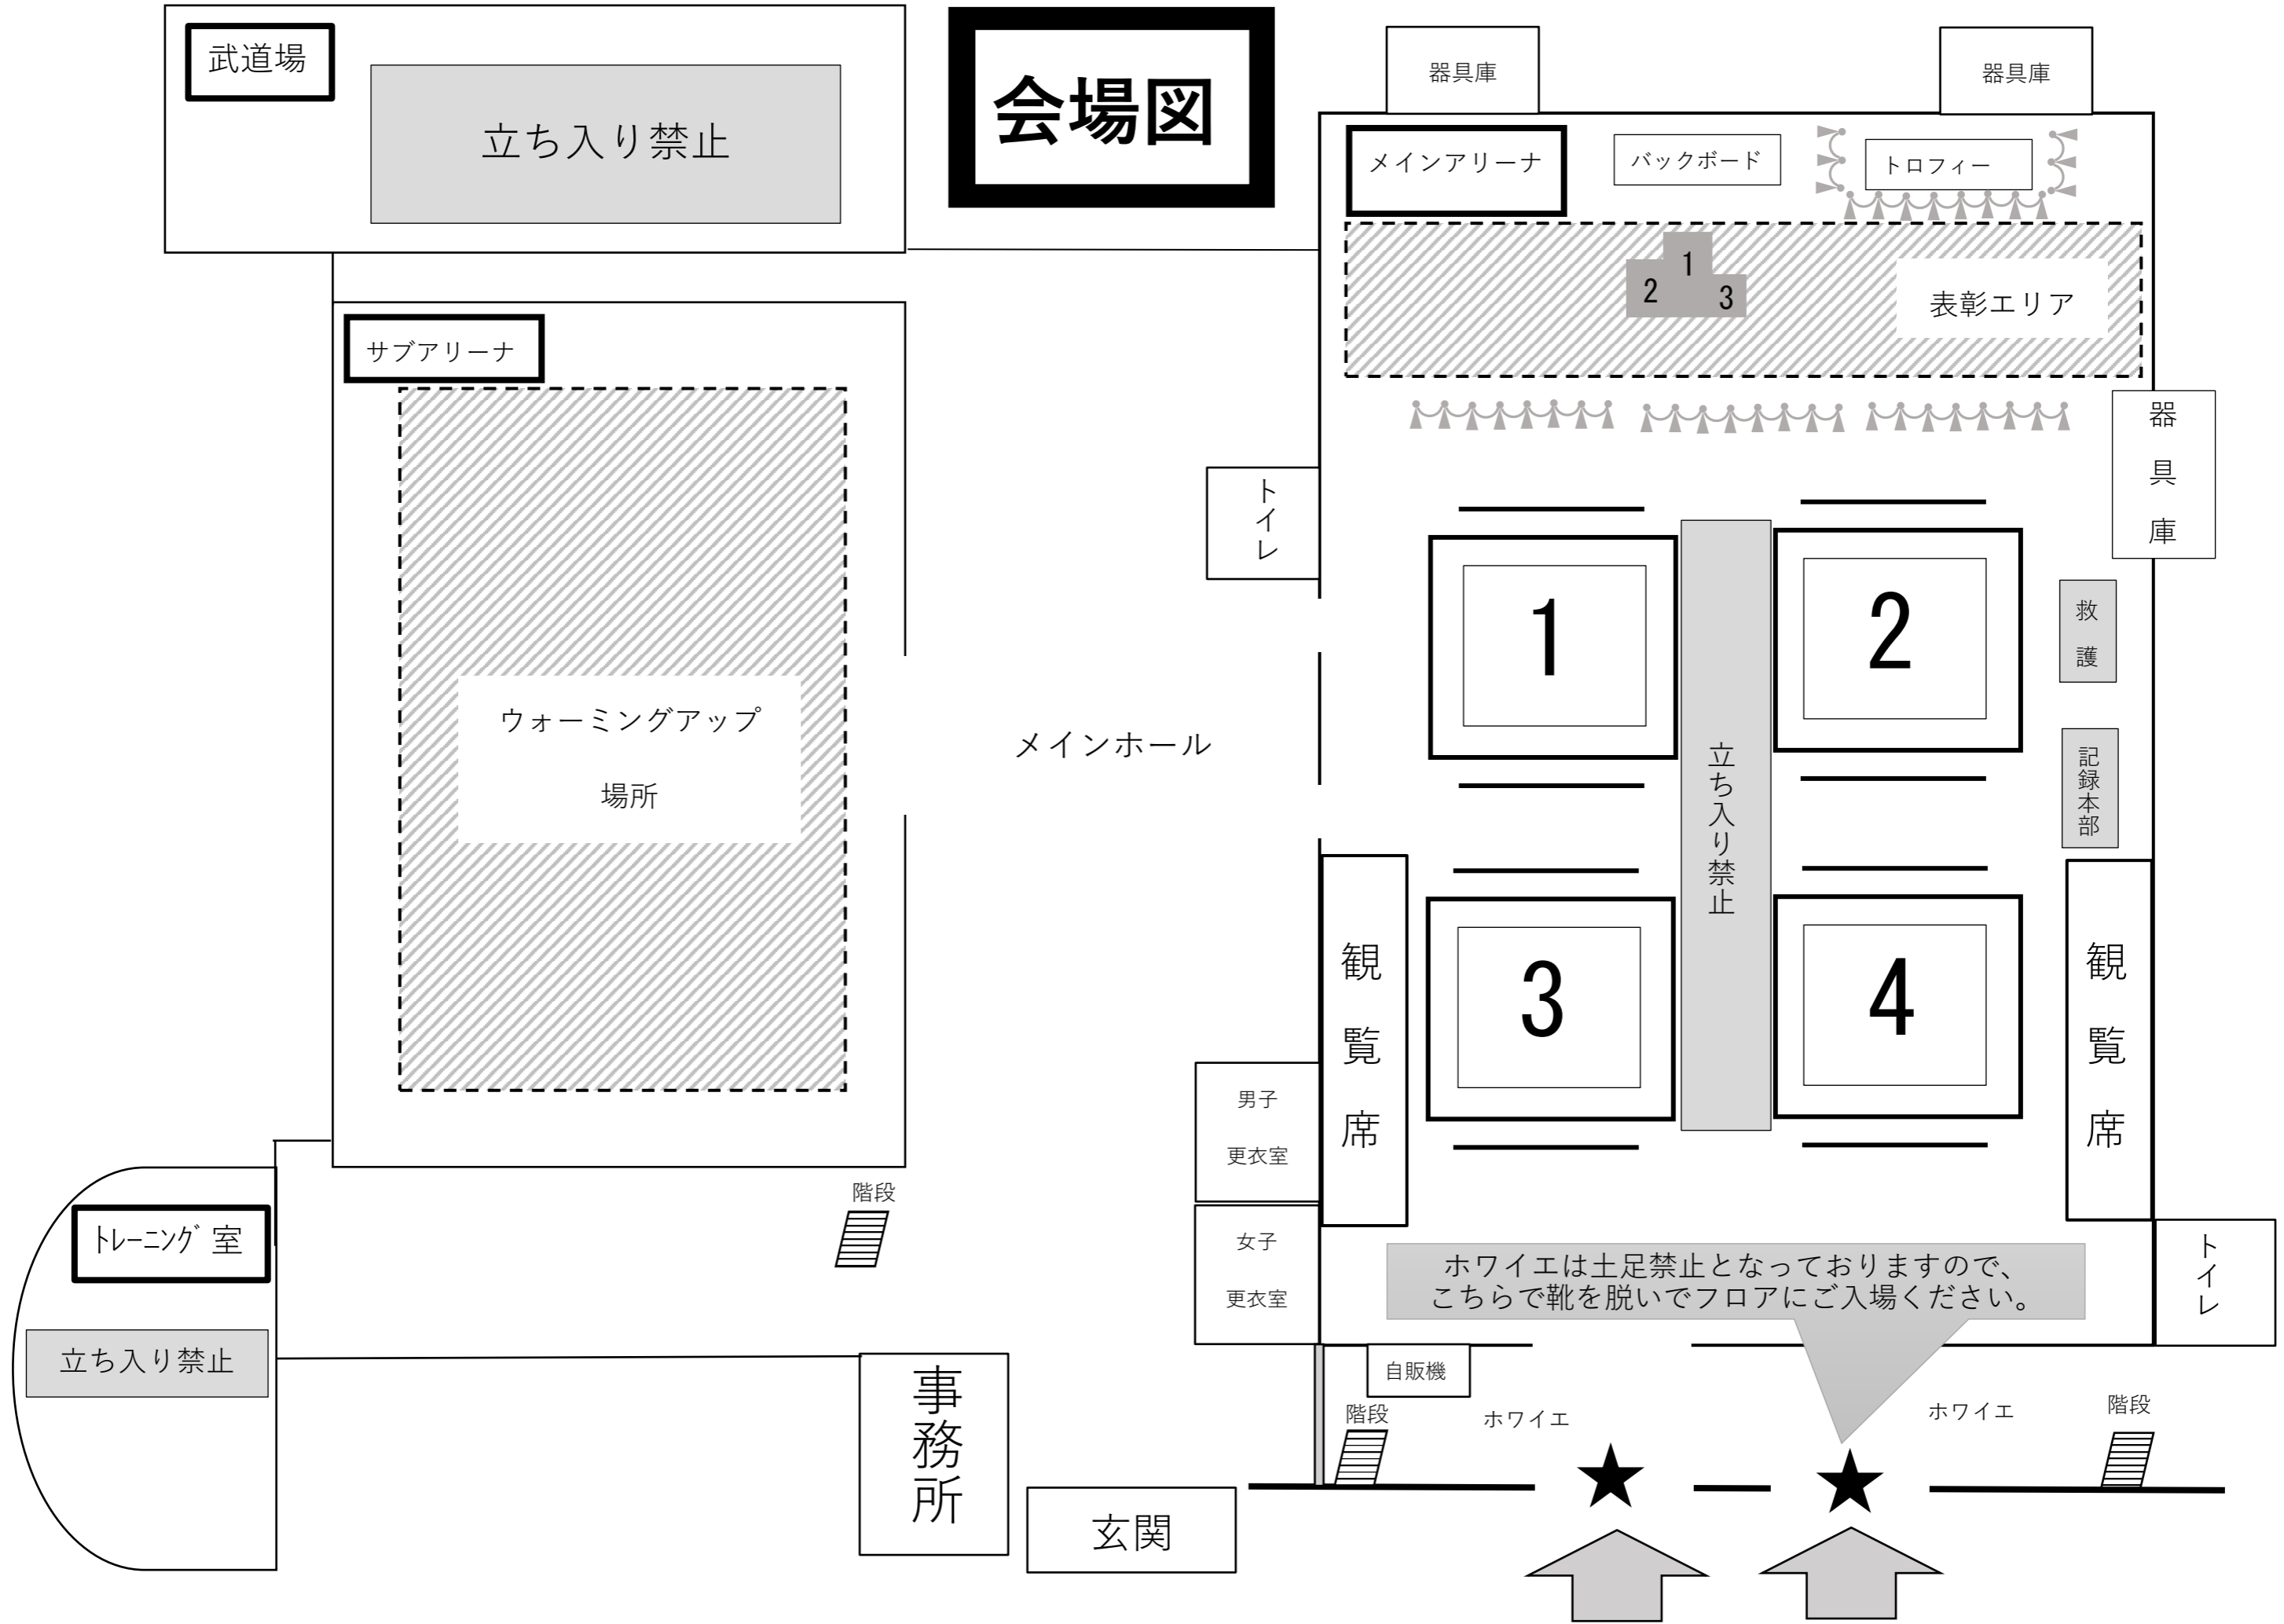 会場図
武道場
立ち入り禁止
器具庫
器具庫
メインアリーナ
バックボード
トロフィー
1
2
3
表彰エリア
サブアリーナ
器具庫
トイレ
1
2
救護
ウォーミングアップ
場所
メインホール
立ち入り禁止
記録本部
観覧席
3
4
観覧席
男子
更衣室
階段
女子
更衣室
ﾄﾚｰﾆﾝｸﾞ室
立ち入り禁止
ホワイエは土足禁止となっておりますので、
こちらで靴を脱いでフロアにご入場ください。
トイレ
事務所
自販機
階段
ホワイエ
ホワイエ
階段
玄関